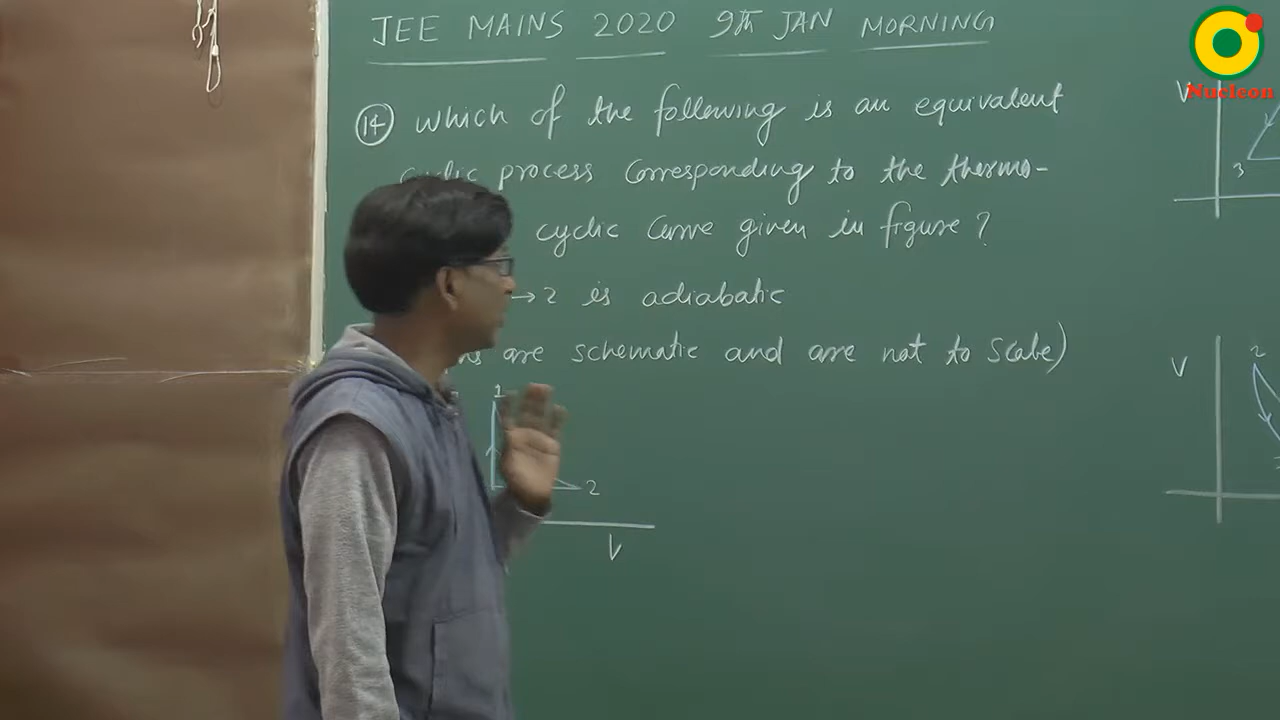 JEE MAINS 2020 9th JAN MORNING
14 which of the following is an equivalent
cyclic process corresponding to the thermo-
cyclic curve given in figure ?
→ 2 is adiabatic
are schematic and are not to scale)
1
2
V
V
3
V
2
Nucleon